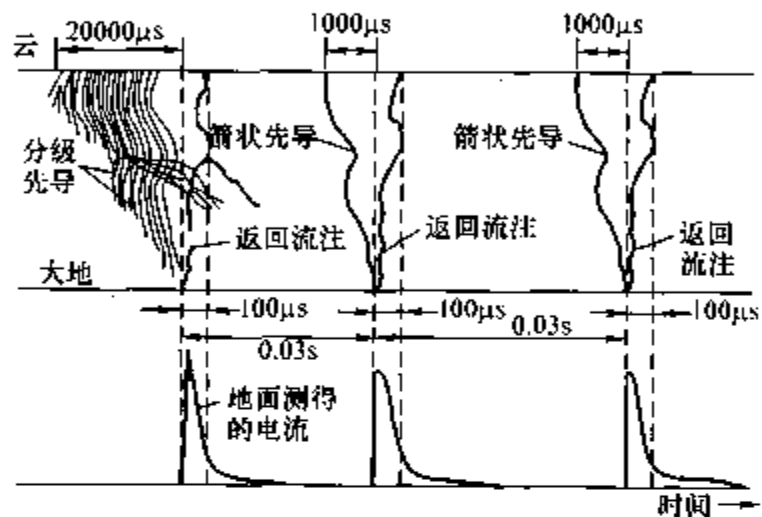 20000μs
1000μs
1000μs
云
分级
先导
箭状先导
箭状先导
返回流注
返回流注
返回
流注
大地
100μs
100μs
100μs
0.03s
0.03s
地面测得
的电流
时间